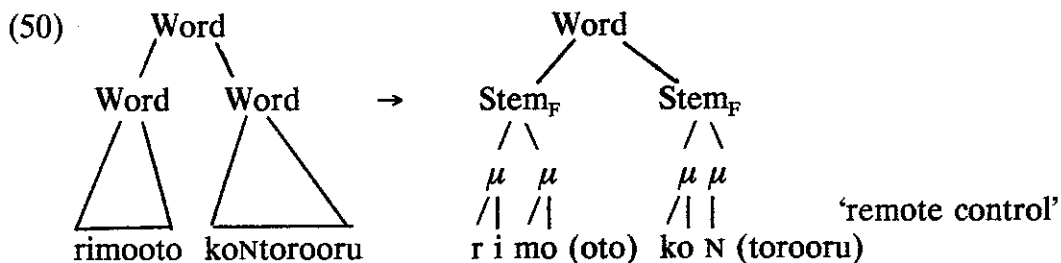 (50) Word Word
Word Word → Stem_F Stem_F
μ μ μ μ
rimooto koNtorooru r i mo (oto) ko N (torooru) ‘remote control’